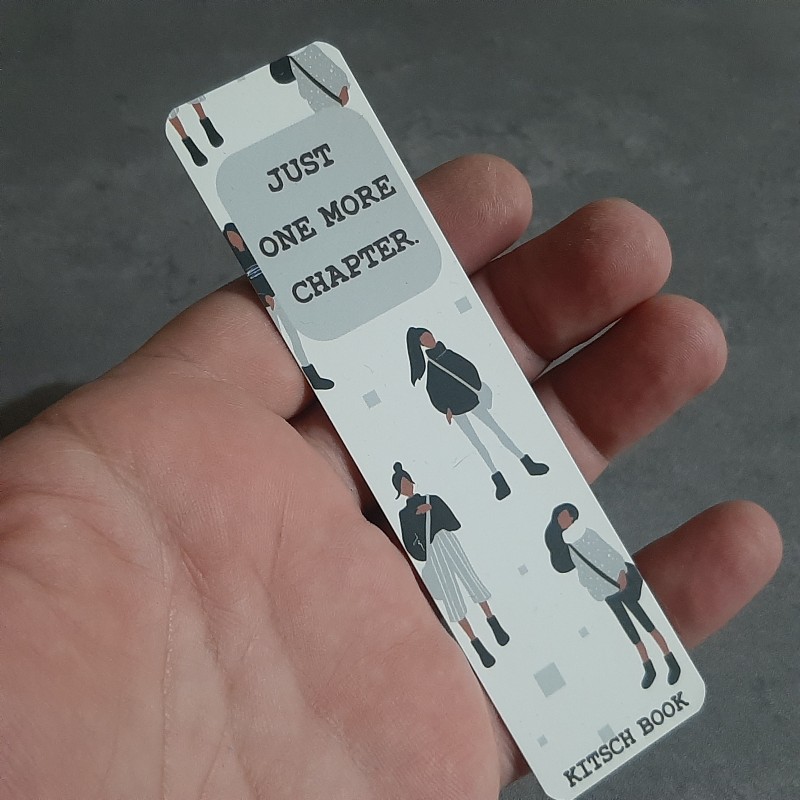 JUST
ONE MORE
CHAPTER.
KITSCH BOOK